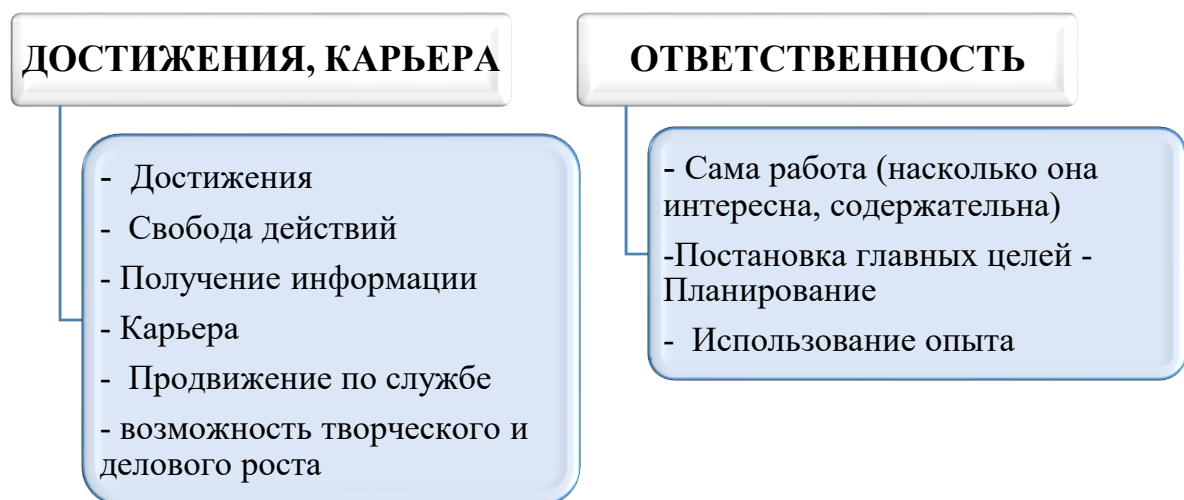 ДОСТИЖЕНИЯ, КАРЬЕРА
- Достижения
- Свобода действий
- Получение информации
- Карьера
- Продвижение по службе
- возможность творческого и
делового роста
ОТВЕТСТВЕННОСТЬ
- Сама работа (насколько она
интересна, содержательна)
-Постановка главных целей -
Планирование
- Использование опыта